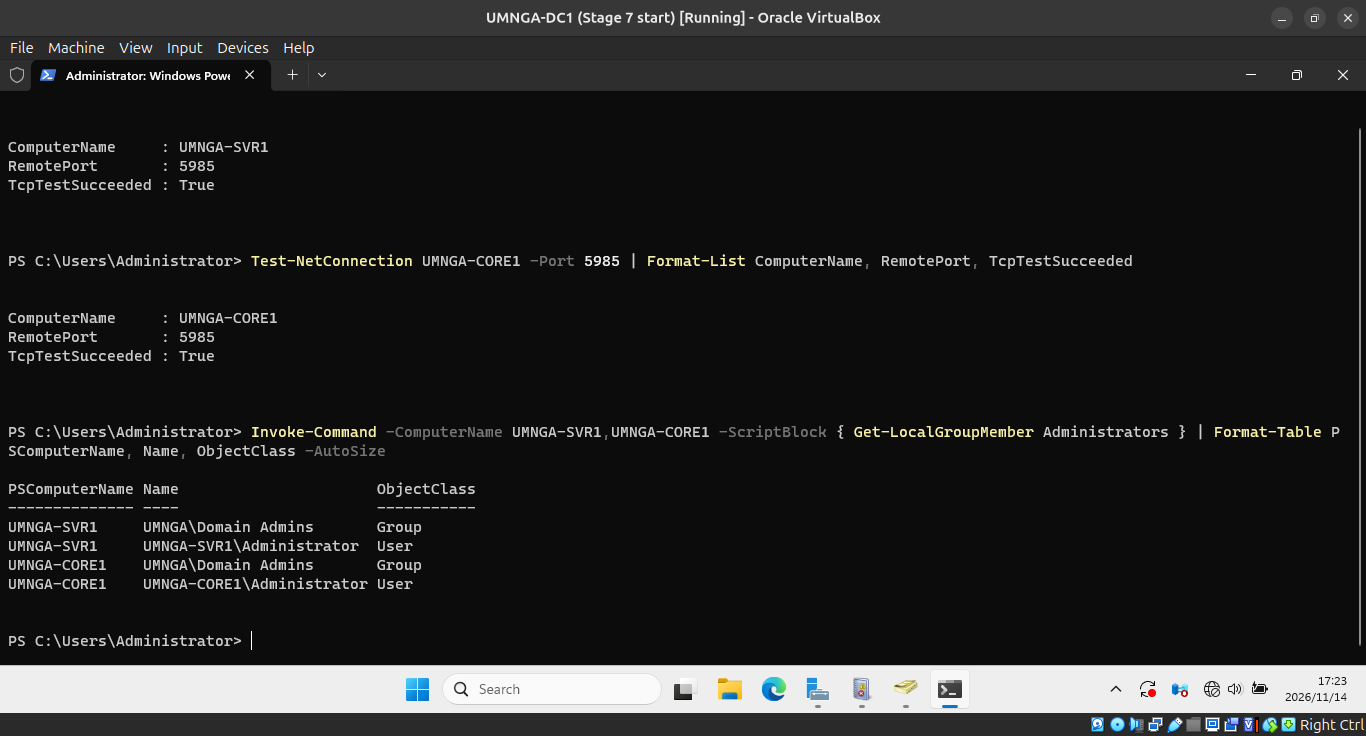 UMNGA-DC1 (Stage 7 start) [Running] - Oracle VirtualBox
File Machine View Input Devices Help
Administrator: Windows Powe
ComputerName     : UMNGA-SVR1
RemotePort       : 5985
TcpTestSucceeded : True
PS C:\Users\Administrator> Test-NetConnection UMNGA-CORE1 -Port 5985 | Format-List ComputerName, RemotePort, TcpTestSucceeded
ComputerName     : UMNGA-CORE1
RemotePort       : 5985
TcpTestSucceeded : True
PS C:\Users\Administrator> Invoke-Command -ComputerName UMNGA-SVR1,UMNGA-CORE1 -ScriptBlock { Get-LocalGroupMember Administrators } | Format-Table P
SComputerName, Name, ObjectClass -AutoSize
PSComputerName Name                      ObjectClass
-------------- ----                      -----------
UMNGA-SVR1     UMNGA\Domain Admins       Group
UMNGA-SVR1     UMNGA-SVR1\Administrator  User
UMNGA-CORE1    UMNGA\Domain Admins       Group
UMNGA-CORE1    UMNGA-CORE1\Administrator User
PS C:\Users\Administrator>
Search
17:23
2026/11/14
Right Ctrl